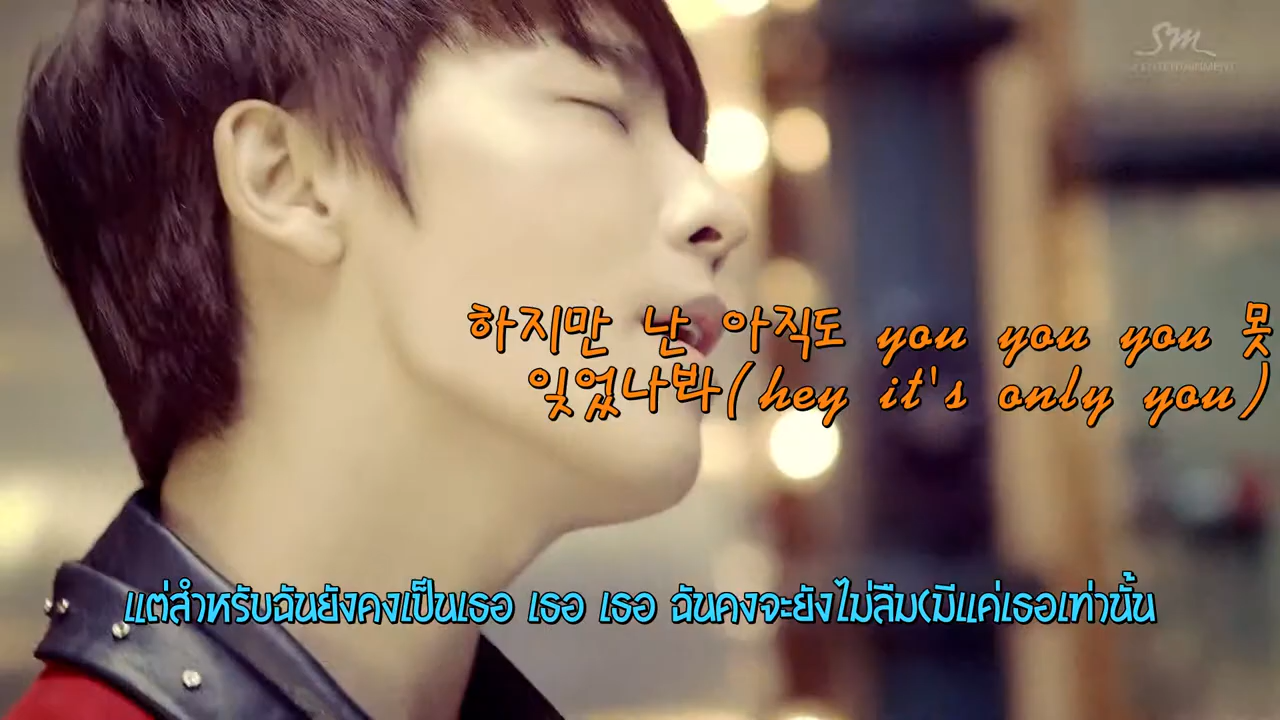 SM
ENTERTAINMENT
하지만 난 아직도 you you you 못
잊었나봐(hey it's only you)
แต่สำหรับฉันยังคงเป็นเธอ เธอ เธอ ฉันคงจะยังไม่ลืม(มีแค่เธอเท่านั้น